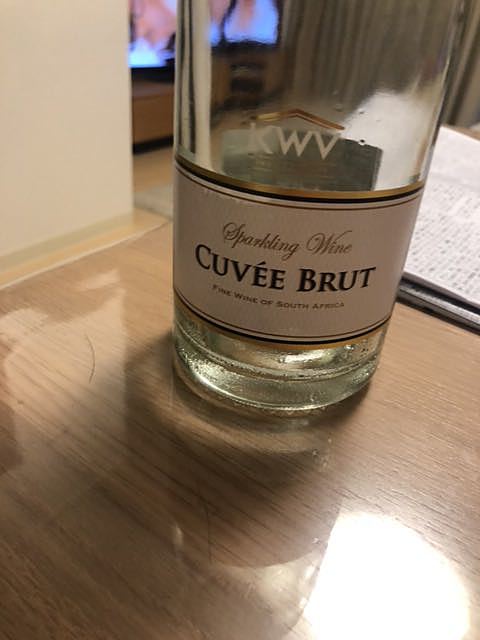 KWV
Sparkling Wine
CUVÉE BRUT
FINE WINE OF SOUTH AFRICA